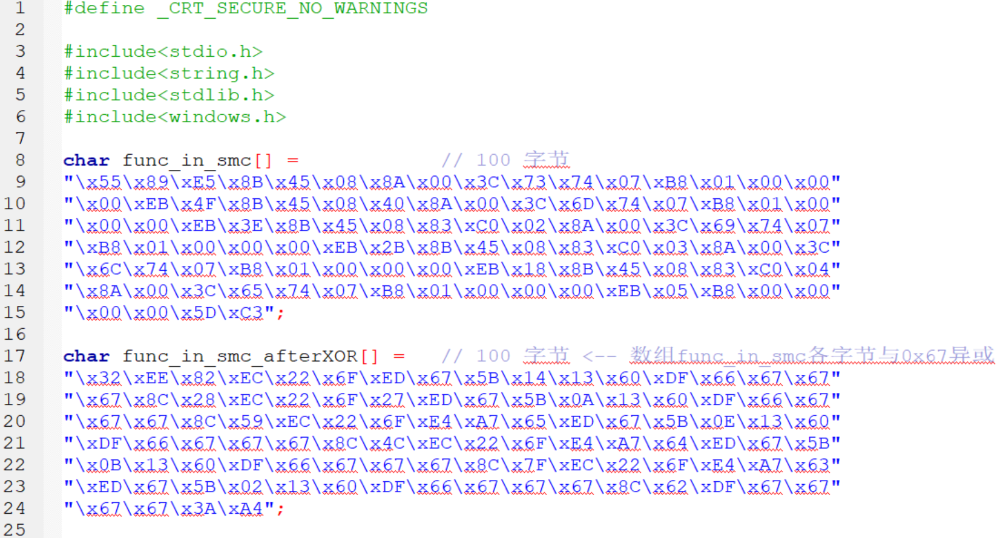 1 #define _CRT_SECURE_NO_WARNINGS
2
3 #include<stdio.h>
4 #include<string.h>
5 #include<stdlib.h>
6 #include<windows.h>
7
8 char func_in_smc[] = // 100 字节
9 "\x55\x89\xE5\x8B\x45\x08\x8A\x00\x3C\x73\x74\x07\xB8\x01\x00\x00"
10 "\x00\xEB\x4F\x8B\x45\x08\x40\x8A\x00\x3C\x6D\x74\x07\xB8\x01\x00"
11 "\x00\x00\xEB\x3E\x8B\x45\x08\x83\xC0\x02\x8A\x00\x3C\x69\x74\x07"
12 "\xB8\x01\x00\x00\x00\xEB\x2B\x8B\x45\x08\x83\xC0\x03\x8A\x00\x3C"
13 "\x6C\x74\x07\xB8\x01\x00\x00\x00\xEB\x18\x8B\x45\x08\x83\xC0\x04"
14 "\x8A\x00\x3C\x65\x74\x07\xB8\x01\x00\x00\x00\xEB\x05\xB8\x00\x00"
15 "\x00\x00\x5D\xC3";
16
17 char func_in_smc_afterXOR[] = // 100 字节 <-- 数组func_in_smc各字节与0x67异或
18 "\x32\xEE\x82\xEC\x22\x6F\xED\x67\x5B\x14\x13\x60\xDF\x66\x67\x67"
19 "\x67\x8C\x28\xEC\x22\x6F\x27\xED\x67\x5B\x0A\x13\x60\xDF\x66\x67"
20 "\x67\x67\x8C\x59\xEC\x22\x6F\xE4\xA7\x65\xED\x67\x5B\x0E\x13\x60"
21 "\xDF\x66\x67\x67\x67\x8C\x4C\xEC\x22\x6F\xE4\xA7\x64\xED\x67\x5B"
22 "\x0B\x13\x60\xDF\x66\x67\x67\x67\x8C\x7F\xEC\x22\x6F\xE4\xA7\x63"
23 "\xED\x67\x5B\x02\x13\x60\xDF\x66\x67\x67\x67\x8C\x62\xDF\x67\x67"
24 "\x67\x67\x3A\xA4";
25